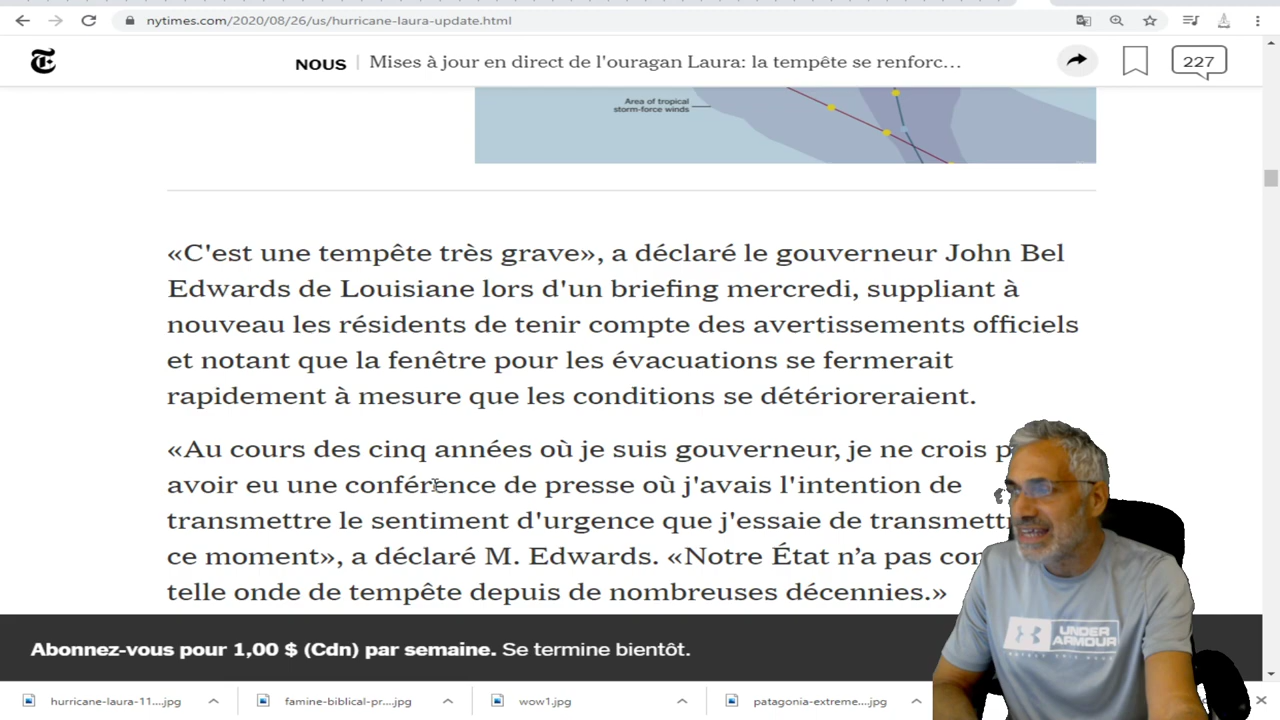 nytimes.com/2020/08/26/us/hurricane-laura-update.html
NOUS | Mises à jour en direct de l'ouragan Laura: la tempête se renforc…
227
Area of tropical
storm-force winds
«C'est une tempête très grave», a déclaré le gouverneur John Bel
Edwards de Louisiane lors d'un briefing mercredi, suppliant à
nouveau les résidents de tenir compte des avertissements officiels
et notant que la fenêtre pour les évacuations se fermerait
rapidement à mesure que les conditions se détérioreraient.
«Au cours des cinq années où je suis gouverneur, je ne crois
avoir eu une conférence de presse où j'avais l'intention de
transmettre le sentiment d'urgence que j'essaie de
ce moment», a déclaré M. Edwards. «Notre État n'a pas
telle onde de tempête depuis de nombreuses décennies.»
UNDER
ARMOUR
Abonnez-vous pour 1,00 $ (Cdn) par semaine. Se termine bientôt.
hurricane-laura-11....jpg
famine-biblical-pr....jpg
wow1.jpg
patagonia-extreme....jpg